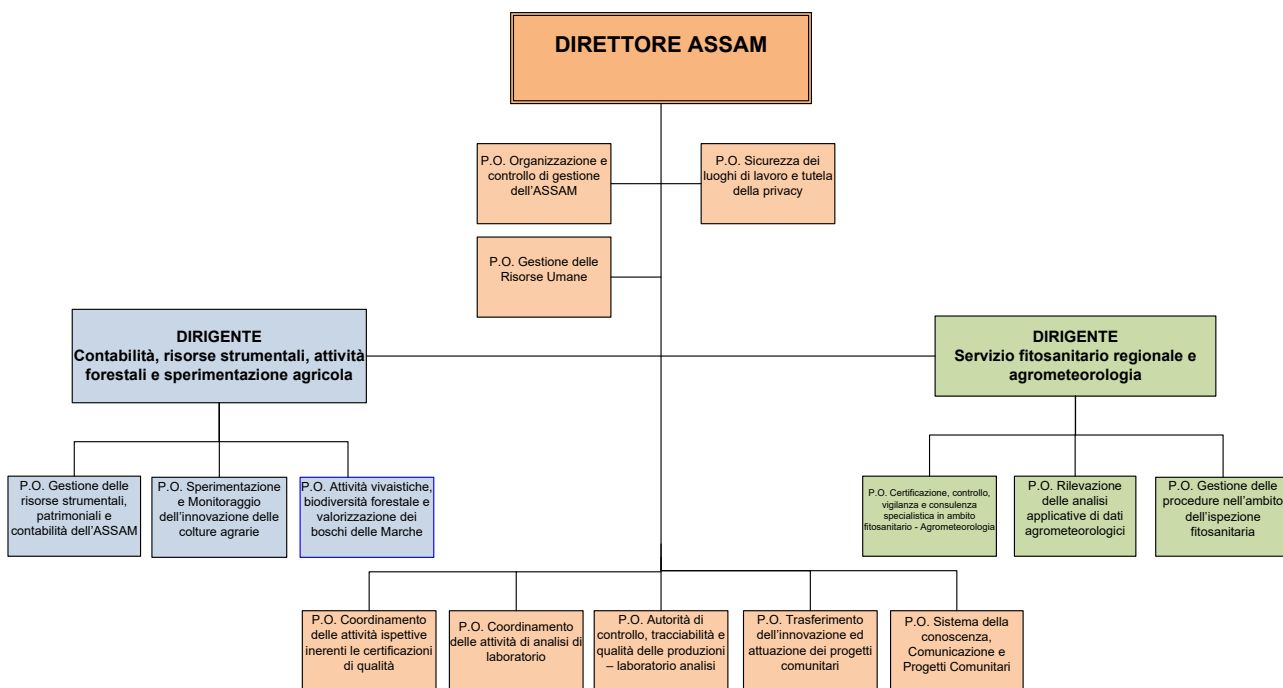 DIRETTORE ASSAM
P.O. Organizzazione e
controllo di gestione
dell'ASSAM
P.O. Sicurezza dei
luoghi di lavoro e tutela
della privacy
P.O. Gestione delle
Risorse Umane
DIRIGENTE
Contabilità, risorse strumentali, attività
forestali e sperimentazione agricola
DIRIGENTE
Servizio fitosanitario regionale e
agrometeorologia
P.O. Gestione delle
risorse strumentali,
patrimoniali e
contabilità dell'ASSAM
P.O. Sperimentazione
e Monitoraggio
dell'innovazione delle
colture agrarie
P.O. Attività vivaistiche,
biodiversità forestale e
valorizzazione dei
boschi delle Marche
P.O. Certificazione, controllo,
vigilanza e consulenza
specialistica in ambito
fitosanitario - Agrometeorologia
P.O. Rilevazione
delle analisi
applicative di dati
agrometeorologici
P.O. Gestione delle
procedure nell'ambito
dell'ispezione
fitosanitaria
P.O. Coordinamento
delle attività ispettive
inerenti le certificazioni
di qualità
P.O. Coordinamento
delle attività di analisi di
laboratorio
P.O. Autorità di
controllo, tracciabilità e
qualità delle produzioni
– laboratorio analisi
P.O. Trasferimento
dell'innovazione ed
attuazione dei progetti
comunitari
P.O. Sistema della
conoscenza,
Comunicazione e
Progetti Comunitari